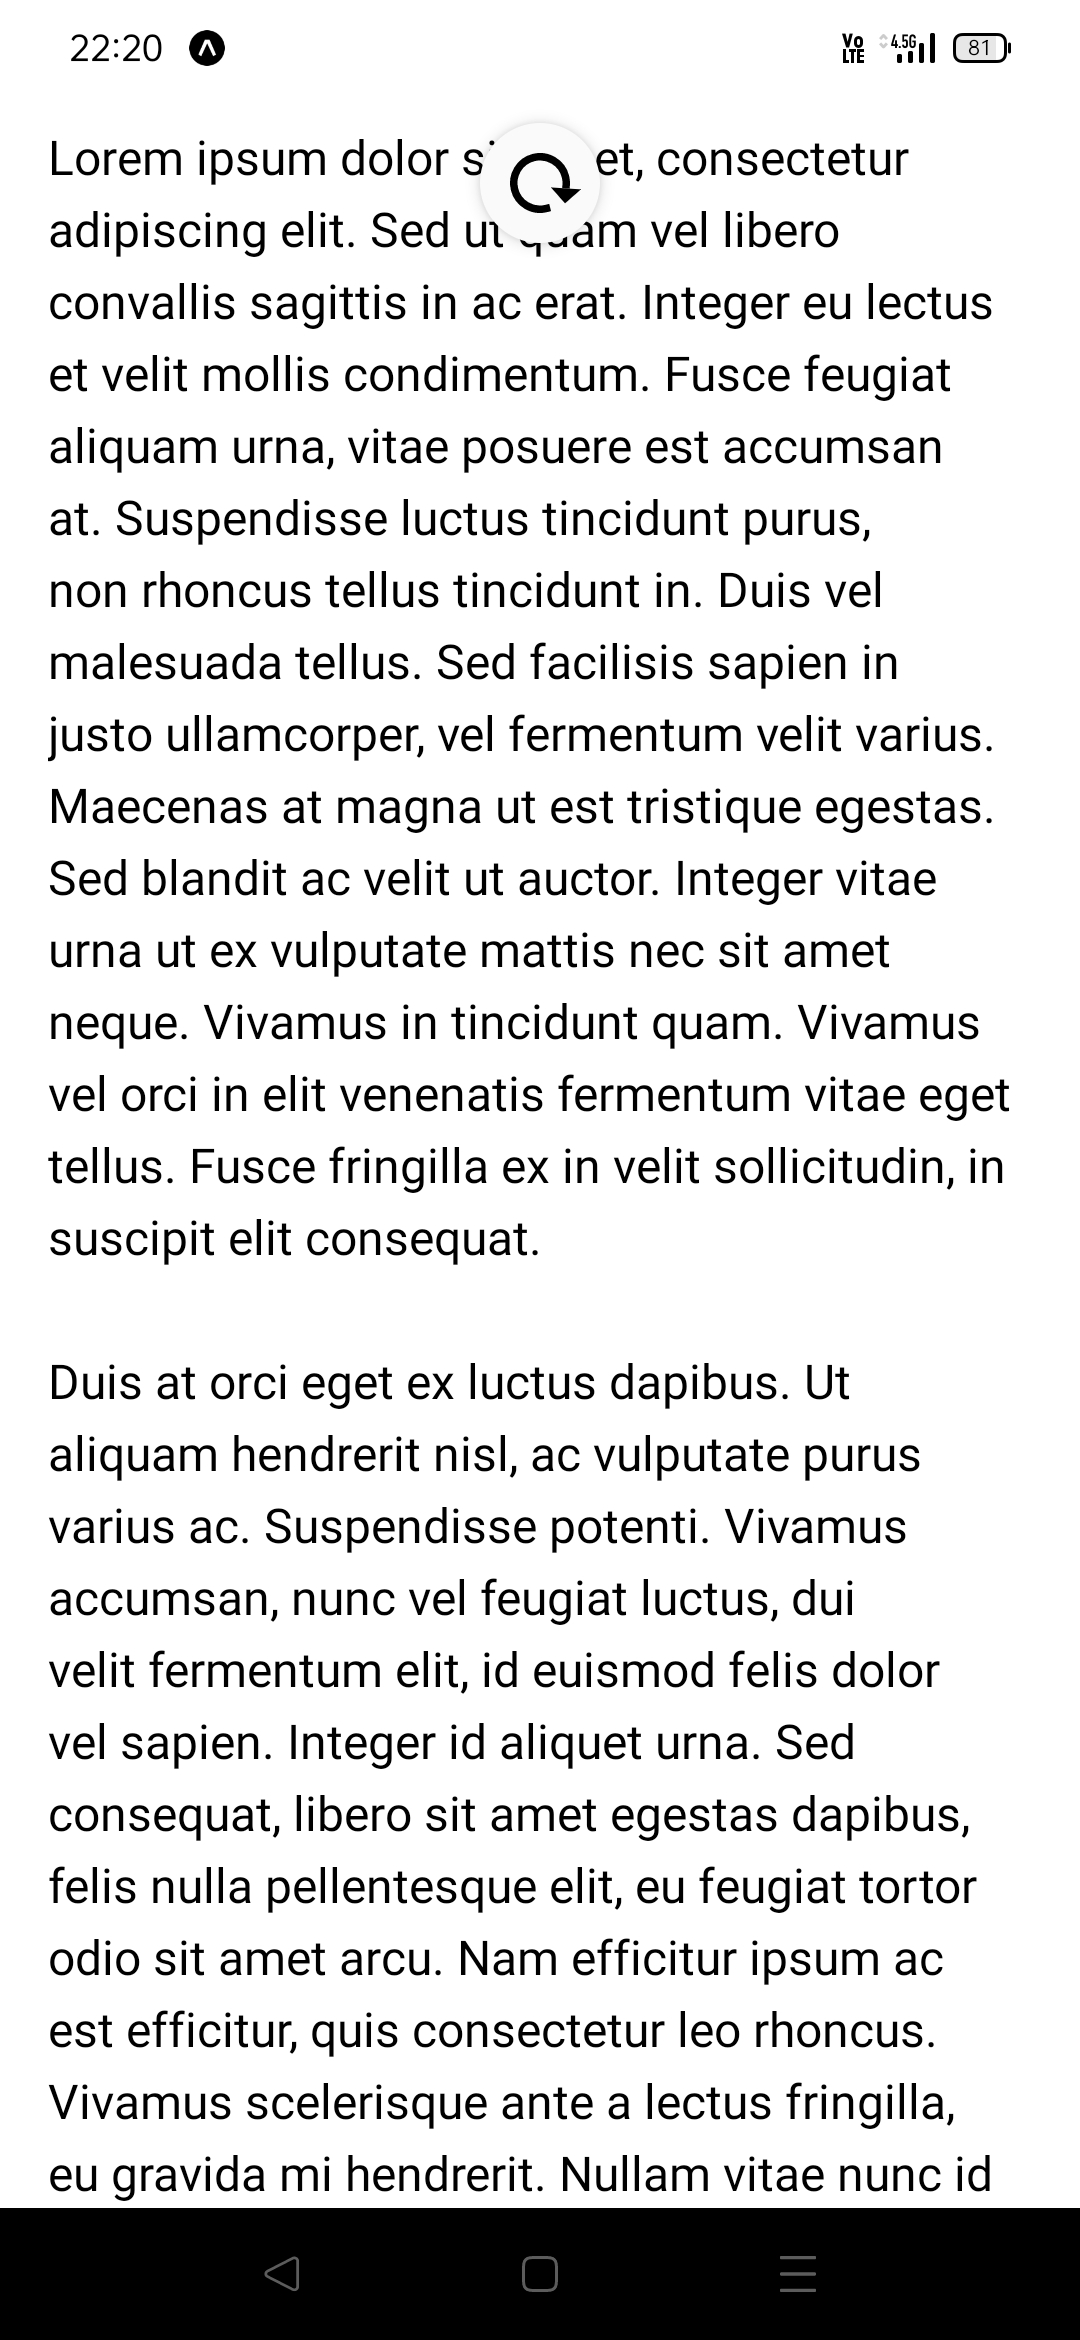 22:20
Vo LTE 4.5G 81
Lorem ipsum dolor consectetur
adipiscing elit. Sed ut quam vel libero
convallis sagittis in ac erat. Integer eu lectus
et velit mollis condimentum. Fusce feugiat
aliquam urna, vitae posuere est accumsan
at. Suspendisse luctus tincidunt purus,
non rhoncus tellus tincidunt in. Duis vel
malesuada tellus. Sed facilisis sapien in
justo ullamcorper, vel fermentum velit varius.
Maecenas at magna ut est tristique egestas.
Sed blandit ac velit ut auctor. Integer vitae
urna ut ex vulputate mattis nec sit amet
neque. Vivamus in tincidunt quam. Vivamus
vel orci in elit venenatis fermentum vitae eget
tellus. Fusce fringilla ex in velit sollicitudin, in
suscipit elit consequat.
Duis at orci eget ex luctus dapibus. Ut
aliquam hendrerit nisl, ac vulputate purus
varius ac. Suspendisse potenti. Vivamus
accumsan, nunc vel feugiat luctus, dui
velit fermentum elit, id euismod felis dolor
vel sapien. Integer id aliquet urna. Sed
consequat, libero sit amet egestas dapibus,
felis nulla pellentesque elit, eu feugiat tortor
odio sit amet arcu. Nam efficitur ipsum ac
est efficitur, quis consectetur leo rhoncus.
Vivamus scelerisque ante a lectus fringilla,
eu gravida mi hendrerit. Nullam vitae nunc id